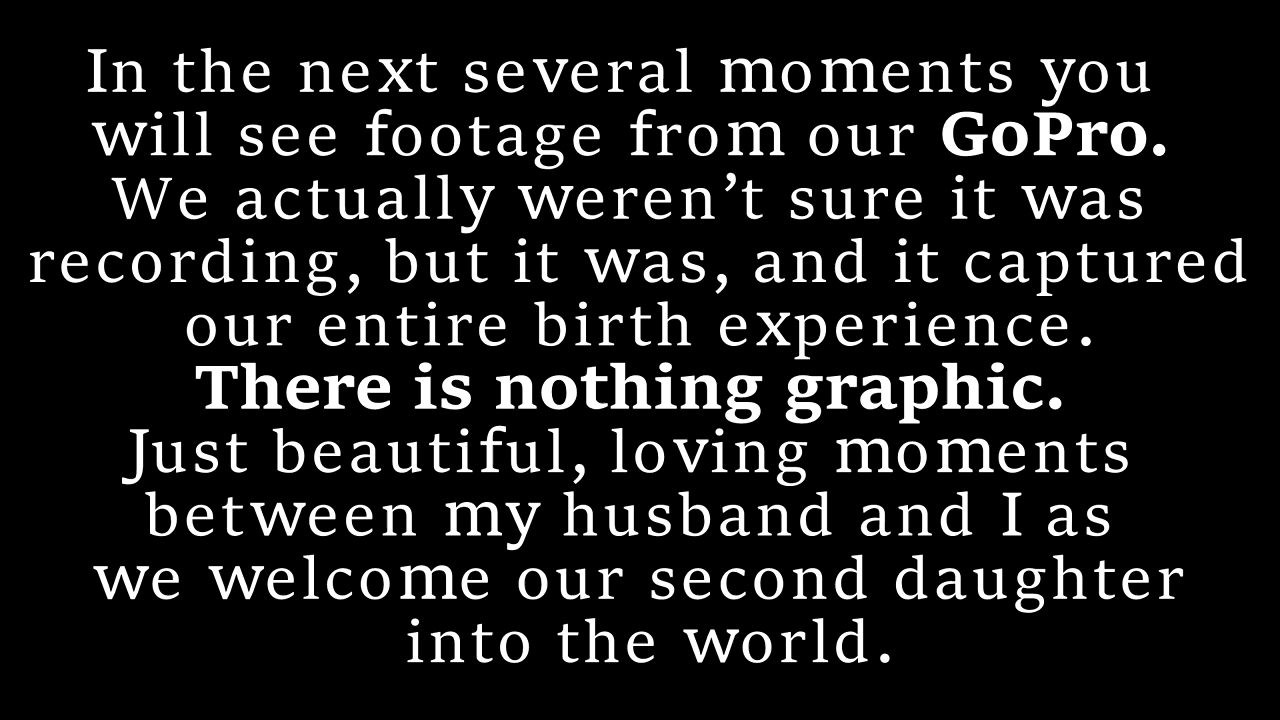 In the next several moments you
will see footage from our GoPro.
We actually weren’t sure it was
recording, but it was, and it captured
our entire birth experience.
There is nothing graphic.
Just beautiful, loving moments
between my husband and I as
we welcome our second daughter
into the world.